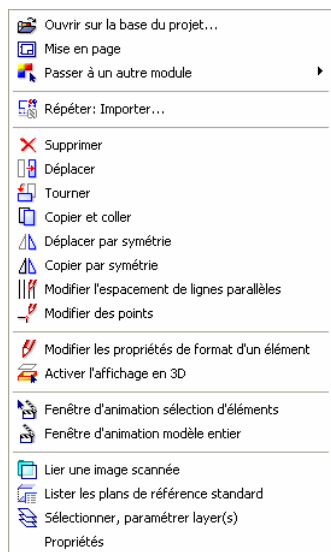 Ouvrir sur la base du projet...
Mise en page
Passer à un autre module
Répéter: Importer...
Supprimer
Déplacer
Tourner
Copier et coller
Déplacer par symétrie
Copier par symétrie
Modifier l'espacement de lignes parallèles
Modifier des points
Modifier les propriétés de format d'un élément
Activer l'affichage en 3D
Fenêtre d'animation sélection d'éléments
Fenêtre d'animation modèle entier
Lier une image scannée
Lister les plans de référence standard
Sélectionner, paramétrer layer(s)
Propriétés